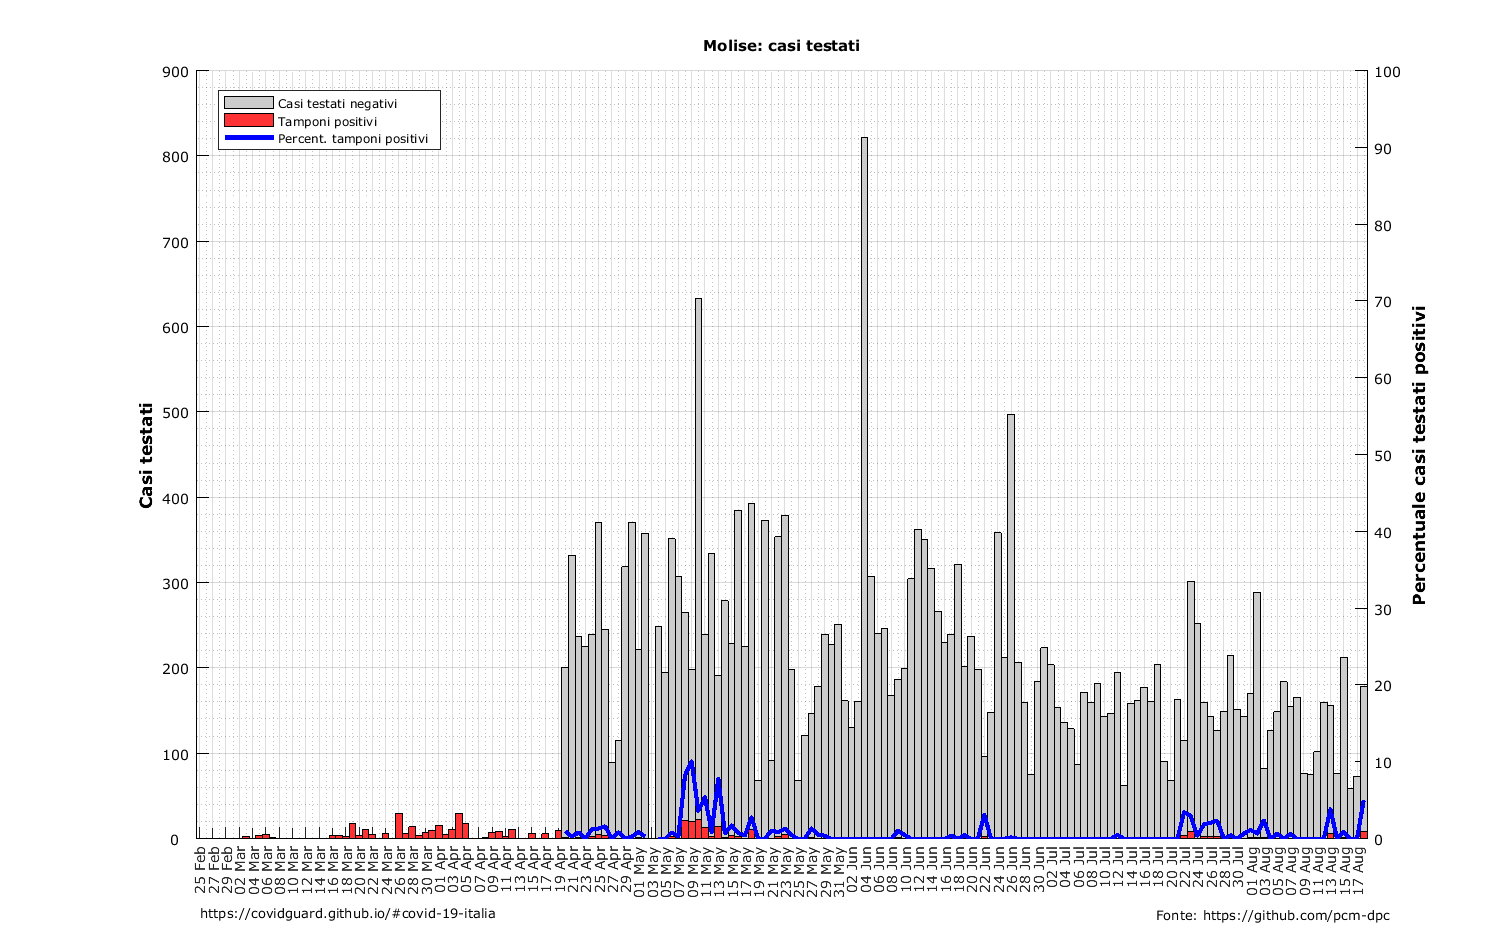 Molise: casi testati
Casi testati negativi
Tamponi positivi
Percent. tamponi positivi
Casi testati
900
800
700
600
500
400
300
200
100
0
100
90
80
70
60
50
40
30
20
10
0
Percentuale casi testati positivi
25 Feb
27 Feb
29 Feb
02 Mar
04 Mar
06 Mar
08 Mar
10 Mar
12 Mar
14 Mar
16 Mar
18 Mar
20 Mar
22 Mar
24 Mar
26 Mar
28 Mar
30 Mar
01 Apr
03 Apr
05 Apr
07 Apr
09 Apr
11 Apr
13 Apr
15 Apr
17 Apr
19 Apr
21 Apr
23 Apr
25 Apr
27 Apr
29 Apr
01 May
03 May
05 May
07 May
09 May
11 May
13 May
15 May
17 May
19 May
21 May
23 May
25 May
27 May
29 May
31 May
02 Jun
04 Jun
06 Jun
08 Jun
10 Jun
12 Jun
14 Jun
16 Jun
18 Jun
20 Jun
22 Jun
24 Jun
26 Jun
28 Jun
30 Jun
02 Jul
04 Jul
06 Jul
08 Jul
10 Jul
12 Jul
14 Jul
16 Jul
18 Jul
20 Jul
22 Jul
24 Jul
26 Jul
28 Jul
30 Jul
01 Aug
03 Aug
05 Aug
07 Aug
09 Aug
11 Aug
13 Aug
15 Aug
17 Aug
https://covidguard.github.io/#covid-19-italia
Fonte: https://github.com/pcm-dpc